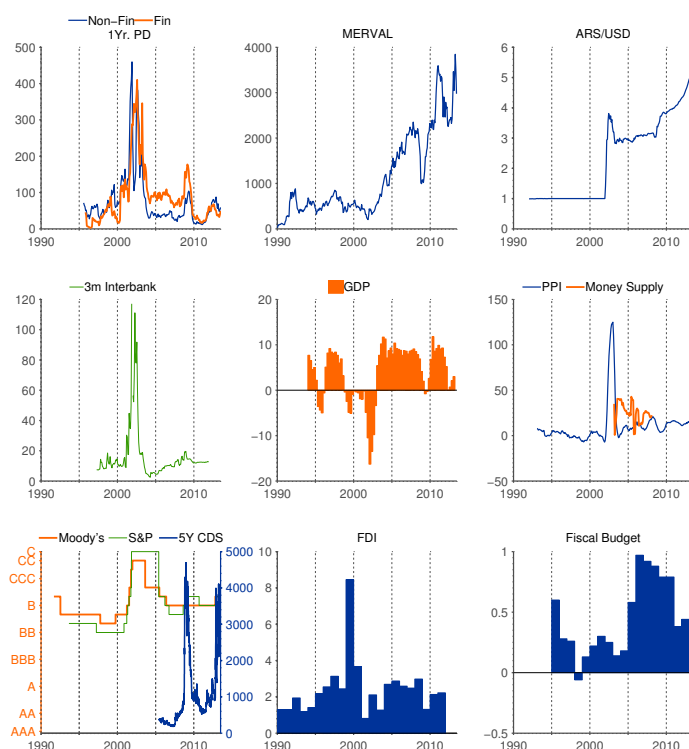 Non−Fin Fin
1Yr. PD
500
400
300
200
100
0
1990 2000 2010
MERVAL
4000
3000
2000
1000
0
1990 2000 2010
ARS/USD
6
5
4
3
2
1
0
1990 2000 2010
3m Interbank
120
100
80
60
40
20
0
1990 2000 2010
GDP
20
10
0
−10
−20
1990 2000 2010
PPI Money Supply
150
100
50
0
−50
1990 2000 2010
Moody's S&P 5Y CDS
C
CC
CCC
B
BB
BBB
A
AA
AAA
5000
4000
3000
2000
1000
0
1990 2000 2010
FDI
10
8
6
4
2
0
1990 2000 2010
Fiscal Budget
1
0.5
0
−0.5
1990 2000 2010